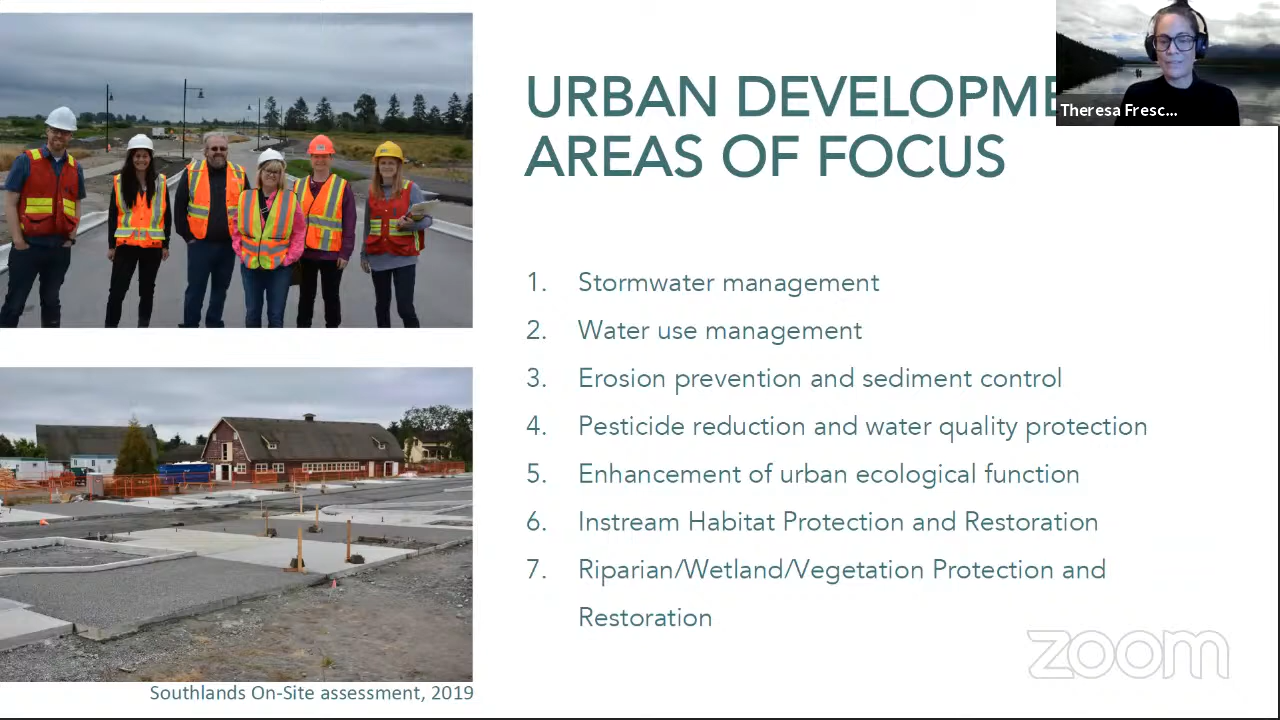 URBAN DEVELOPME
AREAS OF FOCUS
Theresa Fresc...
1. Stormwater management
2. Water use management
3. Erosion prevention and sediment control
4. Pesticide reduction and water quality protection
5. Enhancement of urban ecological function
6. Instream Habitat Protection and Restoration
7. Riparian/Wetland/Vegetation Protection and
Restoration
Southlands On-Site assessment, 2019
zoom